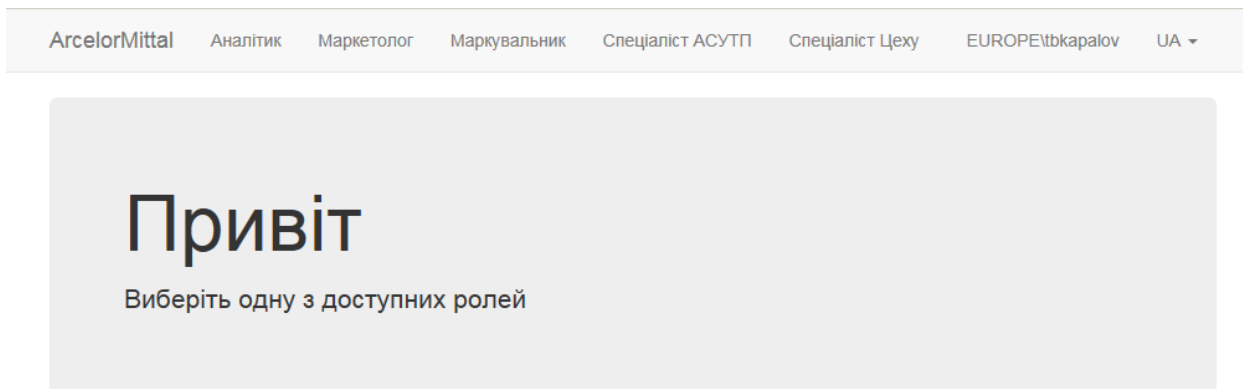 ArcelorMittal Аналітик Маркетолог Маркувальник Спеціаліст АСУТП Спеціаліст Цеху EUROPE\tbkapalov UA
Привіт
Виберіть одну з доступних ролей